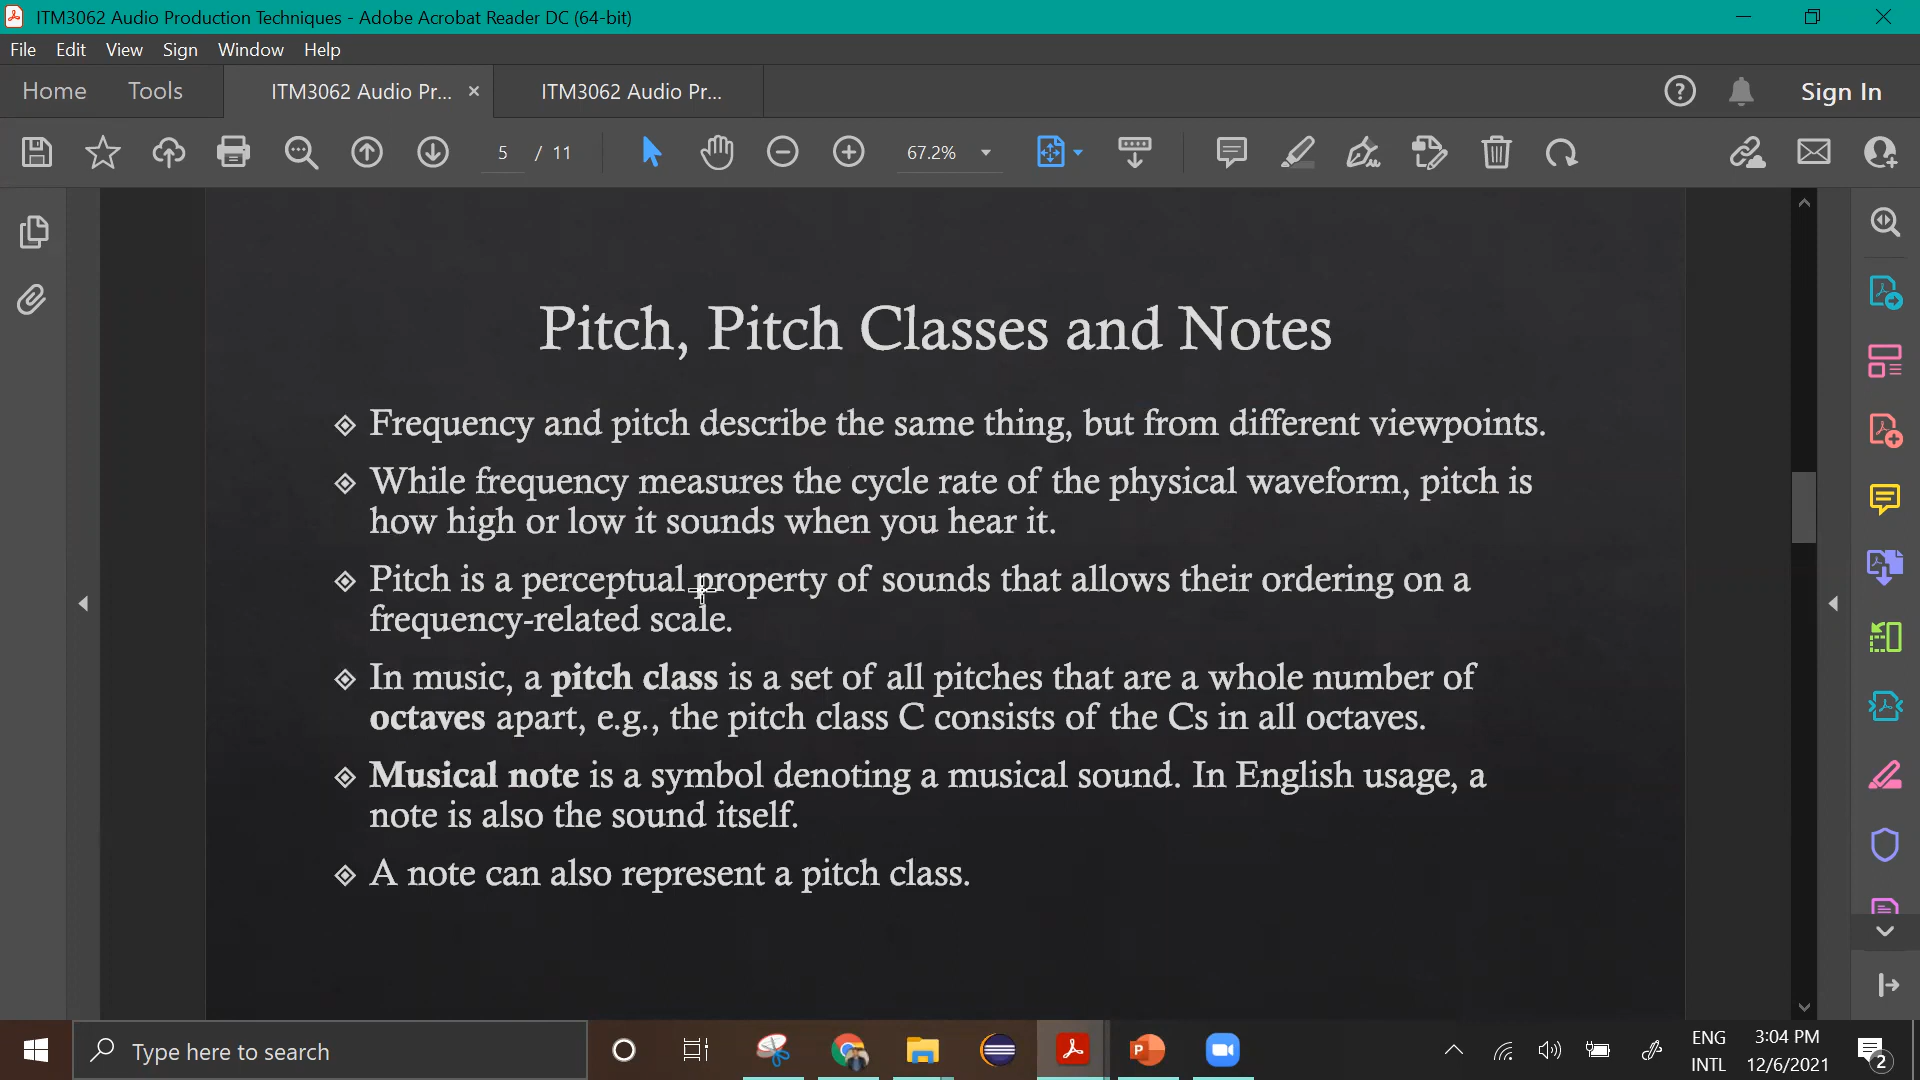 ITM3062 Audio Production Techniques - Adobe Acrobat Reader DC (64-bit)
File Edit View Sign Window Help
Home Tools ITM3062 Audio Pr... × ITM3062 Audio Pr... Sign In
5 / 11 67.2%
Pitch, Pitch Classes and Notes
Frequency and pitch describe the same thing, but from different viewpoints.
While frequency measures the cycle rate of the physical waveform, pitch is
how high or low it sounds when you hear it.
Pitch is a perceptual property of sounds that allows their ordering on a
frequency-related scale.
In music, a pitch class is a set of all pitches that are a whole number of
octaves apart, e.g., the pitch class C consists of the Cs in all octaves.
Musical note is a symbol denoting a musical sound. In English usage, a
note is also the sound itself.
A note can also represent a pitch class.
Type here to search
ENG
INTL
3:04 PM
12/6/2021
2